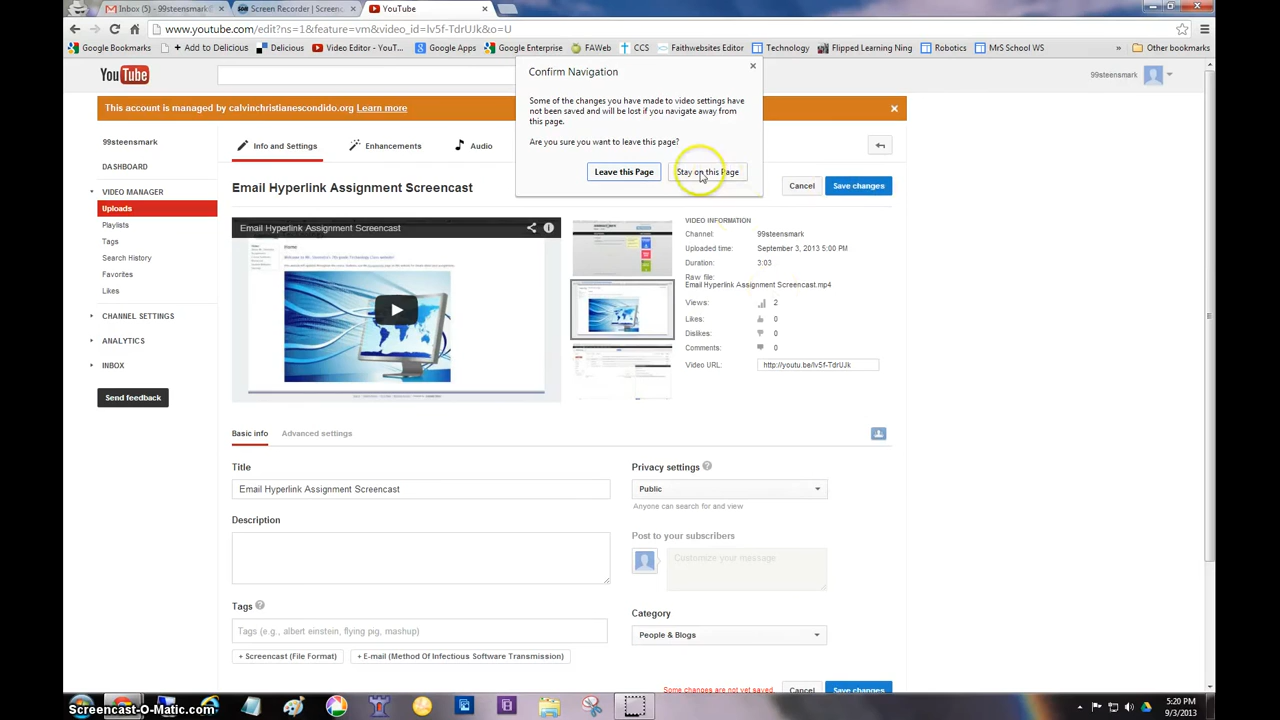 Inbox (5) - 99steensmark
Screen Recorder | Screenc
YouTube
www.youtube.com/edit?ns=1&feature=vm&video_id=lv5f-TdrUJk&o=U
Google Bookmarks
+ Add to Delicious
Delicious
Video Editor - YouT...
Google Apps
Google Enterprise
FAWeb
CCS
Faithwebsites Editor
Technology
Flipped Learning Ning
Robotics
MrS School WS
»
Other bookmarks
Confirm Navigation
Some of the changes you have made to video settings have
not been saved and will be lost if you navigate away from
this page.
Are you sure you want to leave this page?
Leave this Page
Stay on this Page
YouTube
99steensmark
This account is managed by calvinchristianescondido.org Learn more
99steensmark
DASHBOARD
VIDEO MANAGER
Uploads
Playlists
Tags
Search History
Favorites
Likes
CHANNEL SETTINGS
ANALYTICS
INBOX
Send feedback
Info and Settings
Enhancements
Audio
Email Hyperlink Assignment Screencast
Cancel
Save changes
Email Hyperlink Assignment Screencast
VIDEO INFORMATION
Channel: 99steensmark
Uploaded time: September 3, 2013 5:00 PM
Duration: 3:03
Raw file:
Email Hyperlink Assignment Screencast.mp4
Views: 2
Likes: 0
Dislikes: 0
Comments: 0
Video URL: http://youtu.be/lv5f-TdrUJk
Basic info
Advanced settings
Title
Email Hyperlink Assignment Screencast
Description
Tags
Tags (e.g., albert einstein, flying pig, mashup)
+ Screencast (File Format)
+ E-mail (Method Of Infectious Software Transmission)
Privacy settings
Public
Anyone can search for and view
Post to your subscribers
Customize your message
Category
People & Blogs
Some changes are not yet saved.
Cancel
Save changes
Screencast-O-Matic.com
5:20 PM
9/3/2013